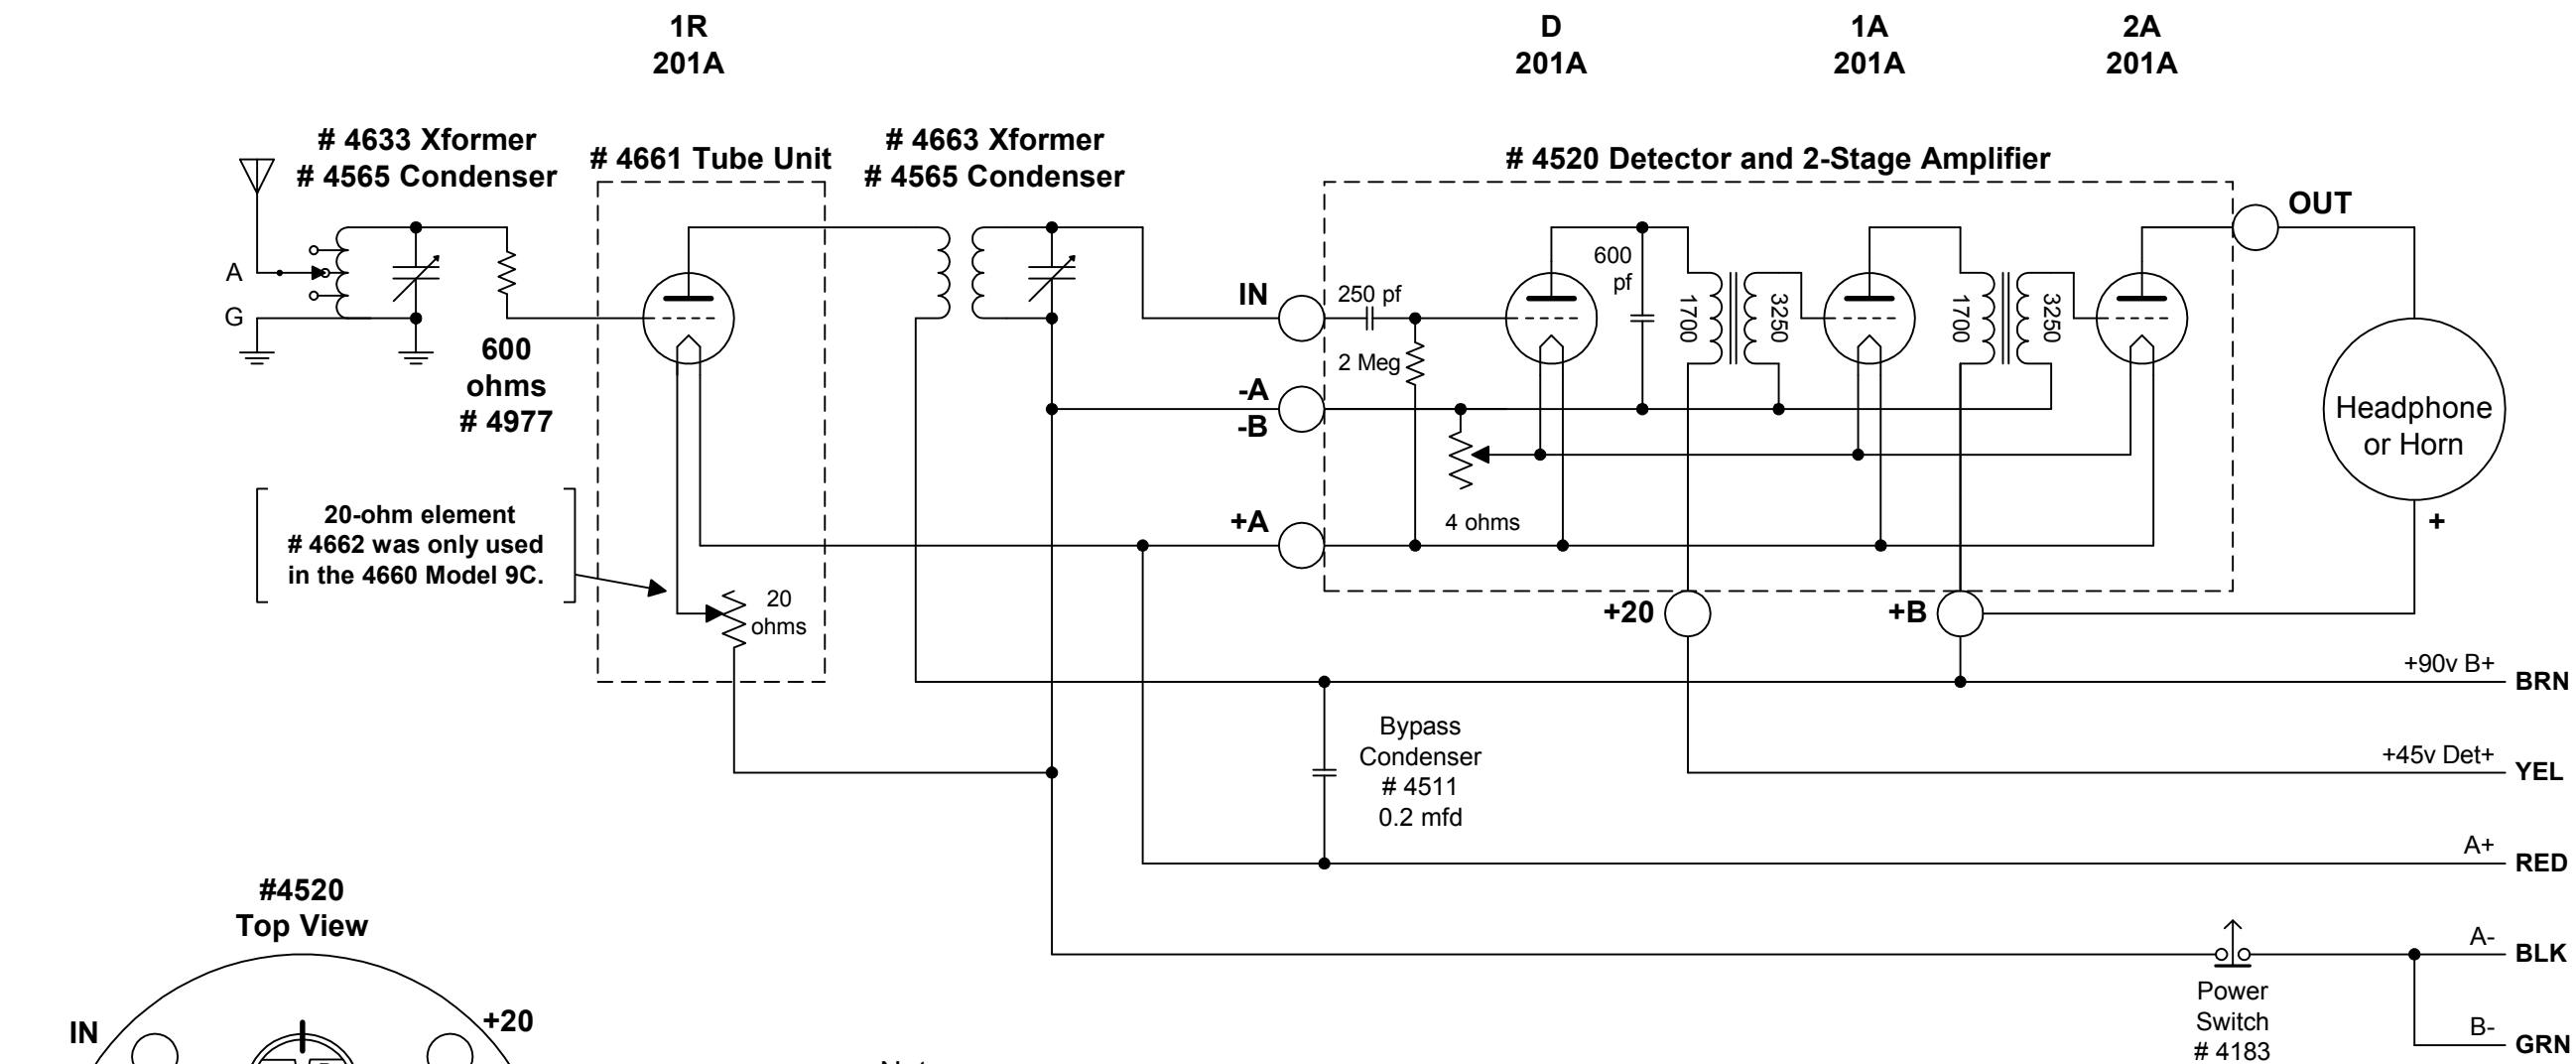 1R
201A
D
201A
1A
201A
2A
201A
# 4633 Xformer
# 4565 Condenser
# 4661 Tube Unit
# 4663 Xformer
# 4565 Condenser
# 4520 Detector and 2-Stage Amplifier
OUT
A
G
600
ohms
# 4977
IN
250 pf
2 Meg
600
pf
1700
3250
1700
3250
-A
-B
4 ohms
+A
Headphone
or Horn
+
20-ohm element
# 4662 was only used
in the 4660 Model 9C.
20
ohms
+20
+B
+90v B+
BRN
Bypass
Condenser
# 4511
0.2 mfd
+45v Det+
YEL
A+
RED
A-
BLK
Power
Switch
# 4183
B-
GRN
#4520
Top View
IN
+20